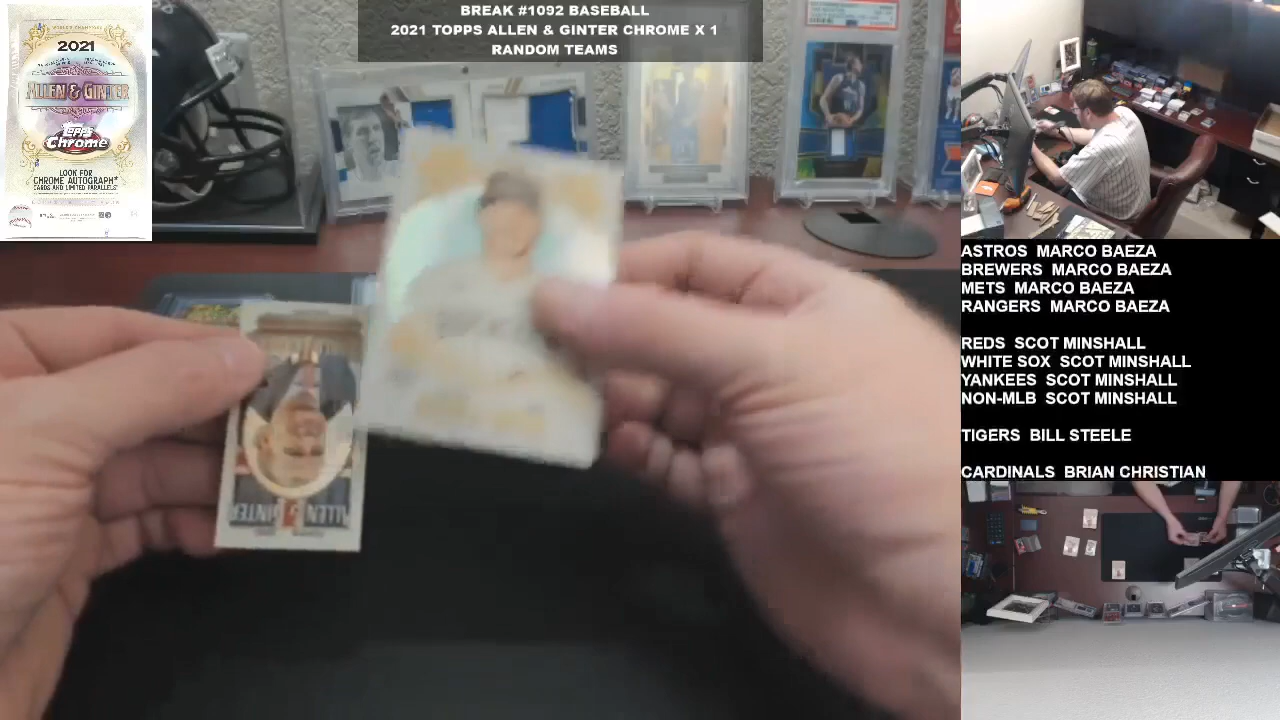 BREAK #1092 BASEBALL
2021 TOPPS ALLEN & GINTER CHROME X 1
RANDOM TEAMS
2021
ALLEN & GINTER
Topps
Chrome
LOOK FOR
CHROME AUTOGRAPH*
CARDS AND LIMITED PARALLELS!
ASTROS MARCO BAEZA
BREWERS MARCO BAEZA
METS MARCO BAEZA
RANGERS MARCO BAEZA
REDS SCOT MINSHALL
WHITE SOX SCOT MINSHALL
YANKEES SCOT MINSHALL
NON-MLB SCOT MINSHALL
TIGERS BILL STEELE
CARDINALS BRIAN CHRISTIAN
ALLEN & GINTER